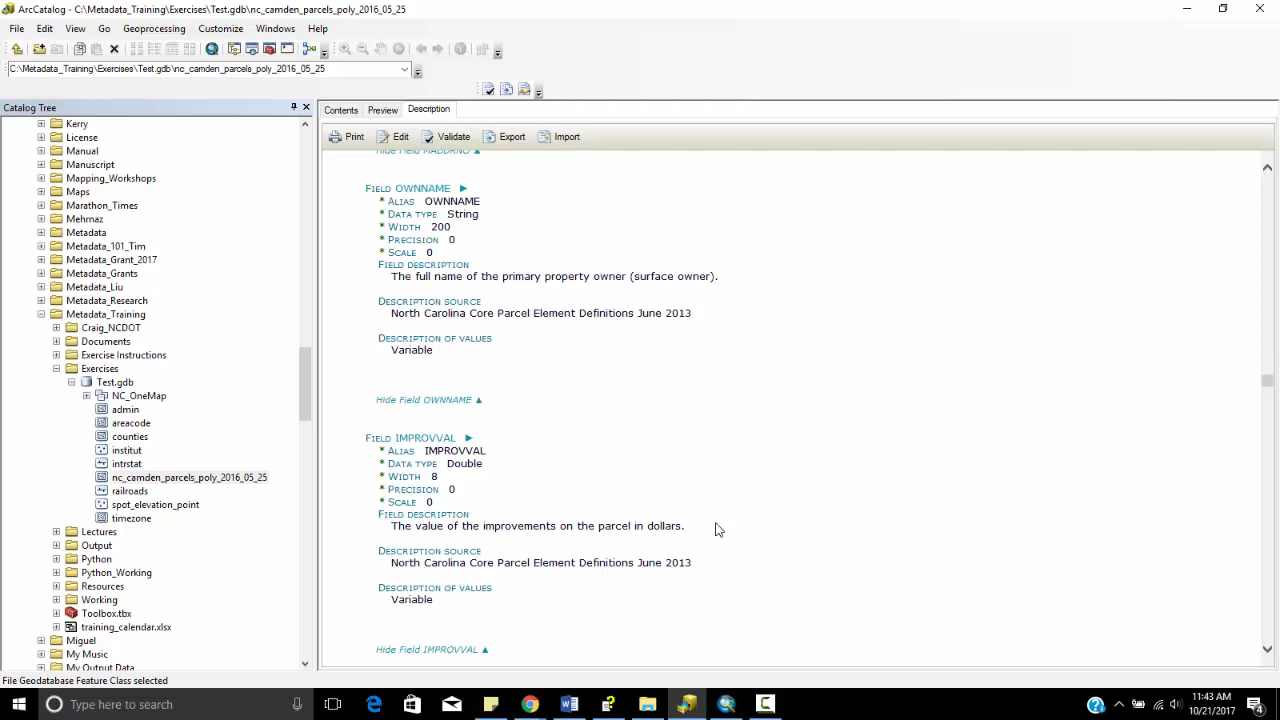 ArcCatalog - C:\Metadata_Training\Exercises\Test.gdb\nc_camden_parcels_poly_2016_05_25
File Edit View Go Geoprocessing Customize Windows Help
C:\Metadata_Training\Exercises\Test.gdb\nc_camden_parcels_poly_2016_05_25
Catalog Tree
Kerry
License
Manual
Manuscript
Mapping_Workshops
Maps
Marathon_Times
Mehrnaz
Metadata
Metadata_101_Tim
Metadata_Grant_2017
Metadata_Grants
Metadata_Liu
Metadata_Research
Metadata_Training
Craig_NCDOT
Documents
Exercise Instructions
Exercises
Test.gdb
NC_OneMap
admin
areacode
counties
institut
intrstat
nc_camden_parcels_poly_2016_05_25
railroads
spot_elevation_point
timezone
Lectures
Output
Python
Python_Working
Resources
Working
Toolbox.tbx
training_calendar.xlsx
Miguel
My Music
My Output Data
Contents Preview Description
Print Edit Validate Export Import
Hide Field MADDRNO ▲
FIELD OWNNAME ►
* ALIAS OWNNAME
* DATA TYPE String
* WIDTH 200
* PRECISION 0
* SCALE 0
FIELD DESCRIPTION
The full name of the primary property owner (surface owner).
DESCRIPTION SOURCE
North Carolina Core Parcel Element Definitions June 2013
DESCRIPTION OF VALUES
Variable
Hide Field OWNNAME ▲
FIELD IMPROVVAL ►
* ALIAS IMPROVVAL
* DATA TYPE Double
* WIDTH 8
* PRECISION 0
* SCALE 0
FIELD DESCRIPTION
The value of the improvements on the parcel in dollars.
DESCRIPTION SOURCE
North Carolina Core Parcel Element Definitions June 2013
DESCRIPTION OF VALUES
Variable
Hide Field IMPROVVAL ▲
File Geodatabase Feature Class selected
Type here to search
11:43 AM
10/21/2017
4